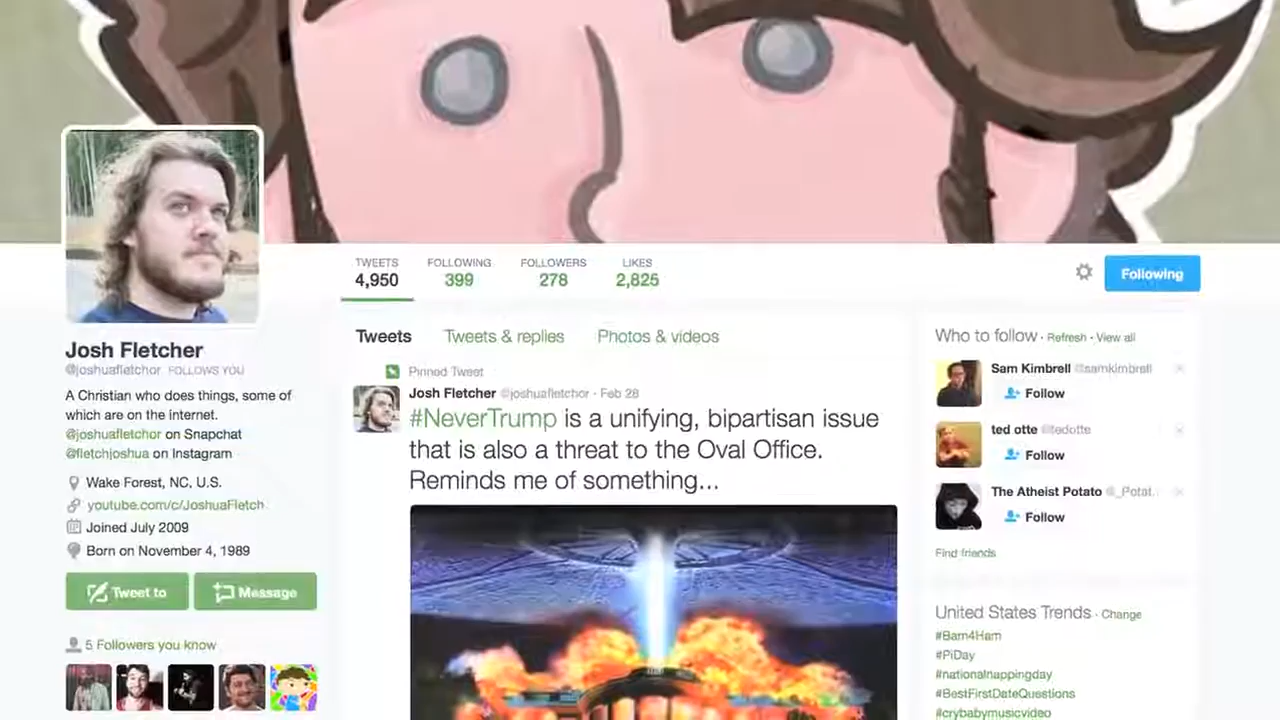 TWEETS
4,950
FOLLOWING
399
FOLLOWERS
278
LIKES
2,825
Following
Josh Fletcher
@joshuafletchor FOLLOWS YOU
A Christian who does things, some of
which are on the internet.
@joshuafletchor on Snapchat
@fletchjoshua on Instagram
Wake Forest, NC, U.S.
youtube.com/c/JoshuaFletch
Joined July 2009
Born on November 4, 1989
Tweet to
Message
5 Followers you know
Tweets
Tweets & replies
Photos & videos
Pinned Tweet
Josh Fletcher @joshuafletchor · Feb 28
#NeverTrump is a unifying, bipartisan issue
that is also a threat to the Oval Office.
Reminds me of something...
Who to follow · Refresh · View all
Sam Kimbrell @samkimbrell
Follow
ted otte @tedotte
Follow
The Atheist Potato @_Potat...
Follow
Find friends
United States Trends · Change
#Bam4Ham
#PiDay
#nationalnappingday
#BestFirstDateQuestions
#crybabymusicvideo